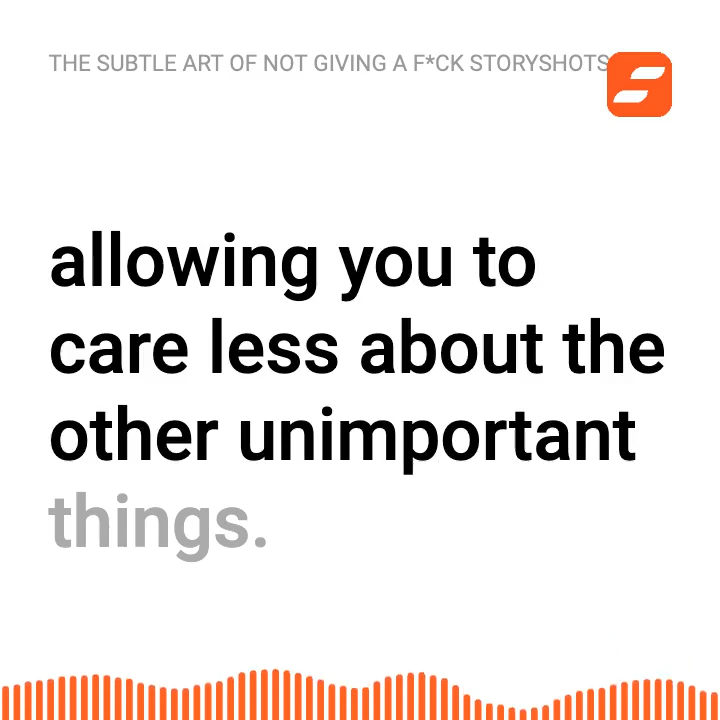 THE SUBTLE ART OF NOT GIVING A F*CK STORYSHOTS
allowing you to
care less about the
other unimportant
things.